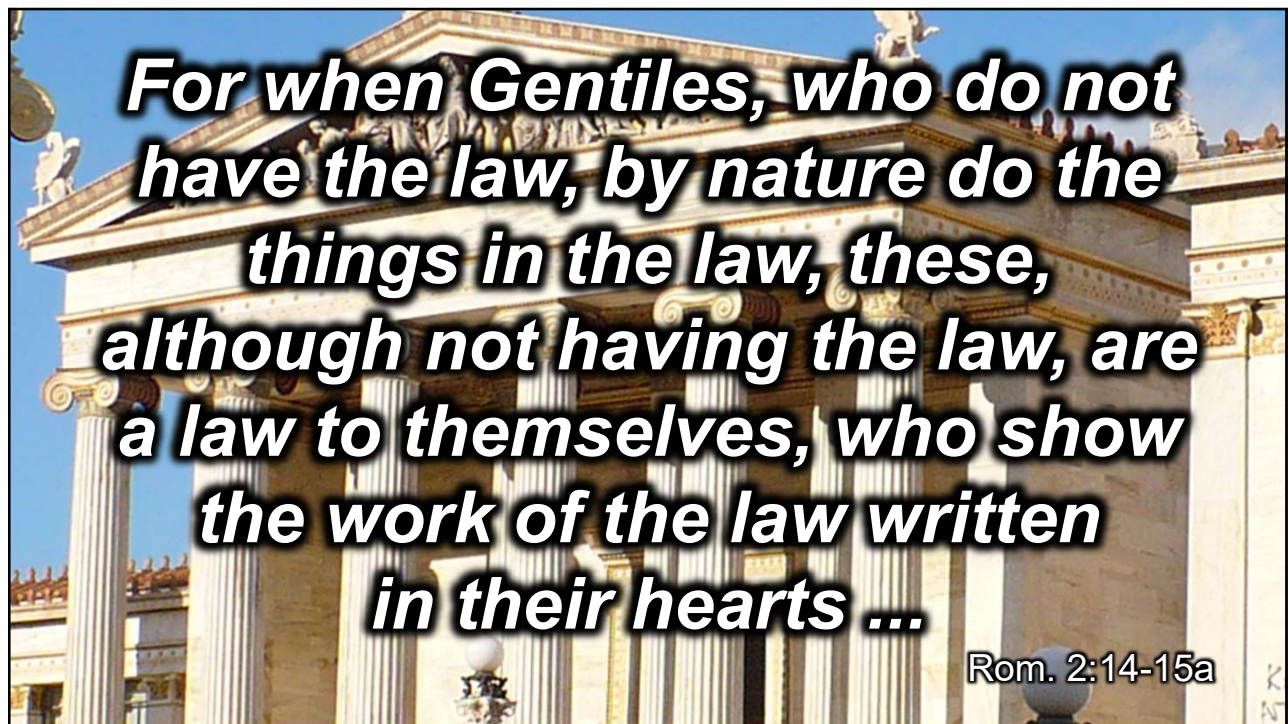 For when Gentiles, who do not
have the law, by nature do the
things in the law, these,
although not having the law, are
a law to themselves, who show
the work of the law written
in their hearts ...
Rom. 2:14-15a